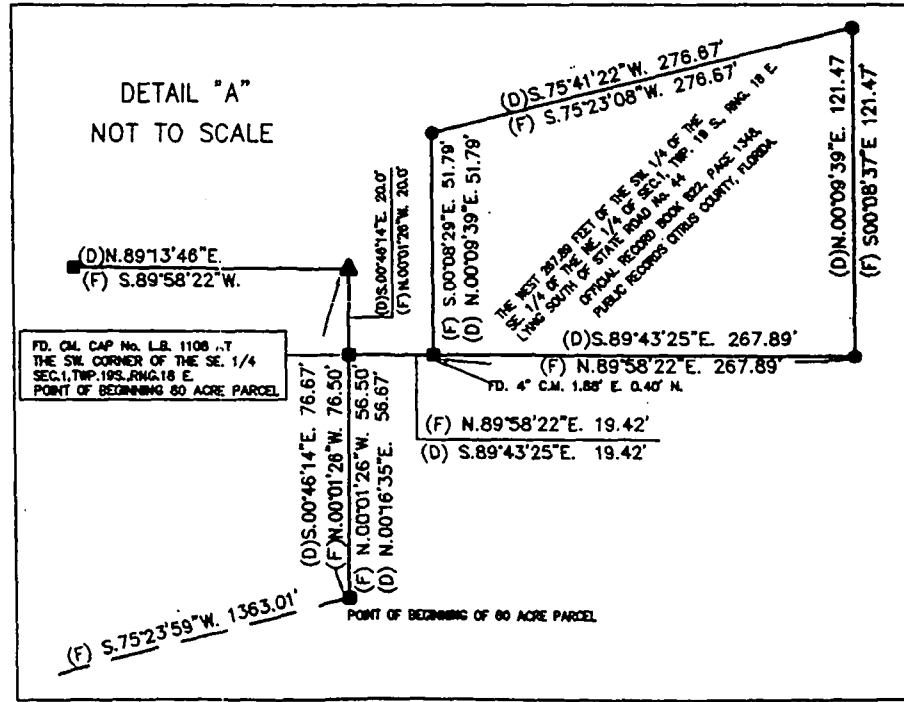 DETAIL "A"
NOT TO SCALE
(D)S.75°41'22"W. 276.67'
(F) S.75°23'08"W. 276.67'
(D)N.00°09'39"E. 121.47
(F) S00°08'37"E 121.47'
(F) S.00°08'29"E. 51.79'
(D) N.00°09'39"E. 51.79'
THE WEST 267.89 FEET OF THE SW. 1/4 OF THE
SE. 1/4 OF THE NE. 1/4 OF SEC.1, TWP. 19 S., RNG. 18 E.
LYING SOUTH OF STATE ROAD No. 44
OFFICIAL RECORD BOOK 822, PAGE 1348,
PUBLIC RECORDS CITRUS COUNTY, FLORIDA.
(D)S.00°46'14"E. 20.0'
(F)N.00°01'26"W. 20.0'
(D)N.89°13'46"E.
(F) S.89°58'22"W.
FD. CM. CAP No. L.B. 1108
THE SW. CORNER OF THE SE. 1/4
SEC.1,TWP.19S.,RNG.18 E.
POINT OF BEGINNING 80 ACRE PARCEL
(D)S.89°43'25"E. 267.89'
(F) N.89°58'22"E. 267.89'
FD. 4" C.M. 1.88' E. 0.40' N.
(F) N.89°58'22"E. 19.42'
(D) S.89°43'25"E. 19.42'
(D)S.00°46'14"E. 76.67'
(F)N.00°01'26"W. 76.50'
(F) N.00°01'26"W. 56.50'
(D) N.00°16'35"E. 56.67'
POINT OF BEGINNING OF 60 ACRE PARCEL
(F) S.75°23'59"W. 1363.01'